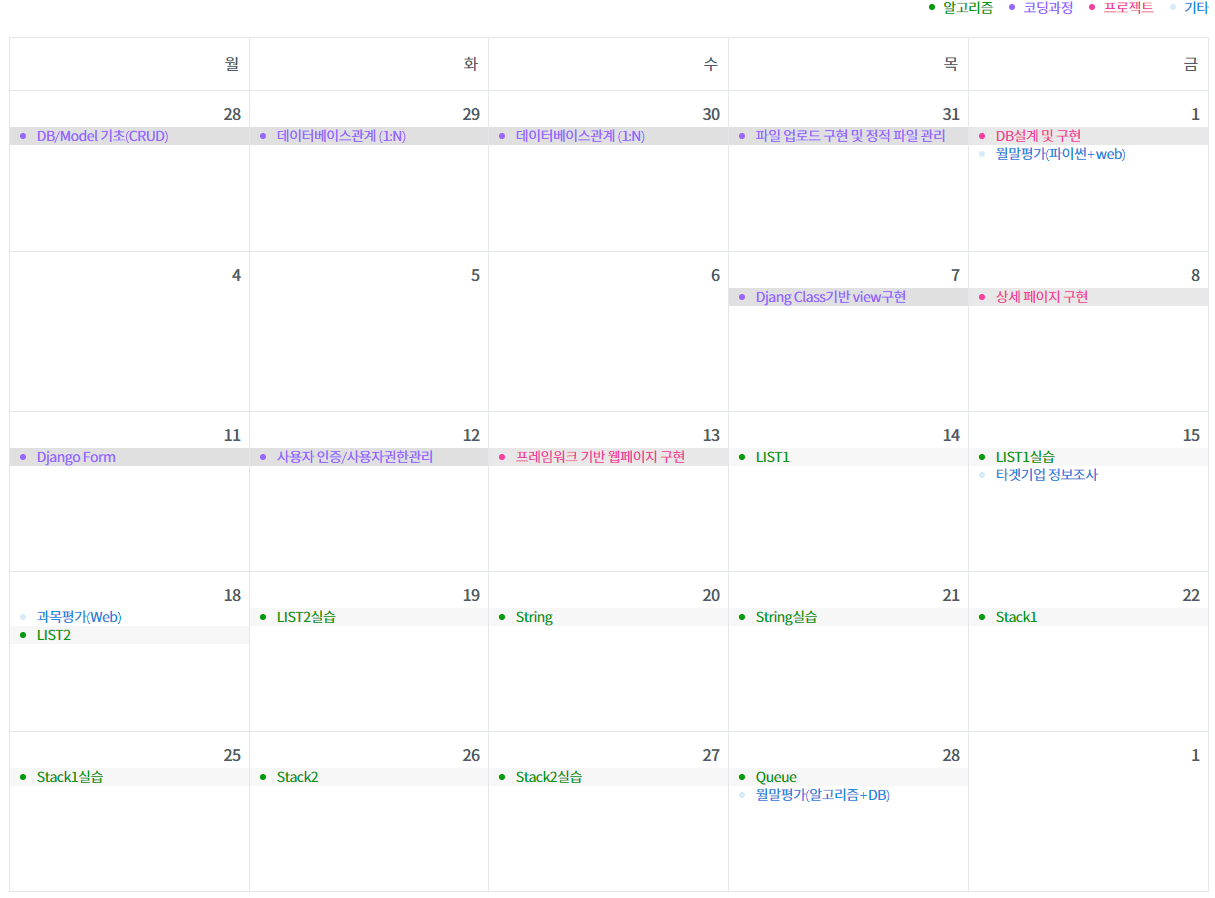 알고리즘 코딩과정 프로젝트 기타
월 화 수 목 금
28 29 30 31 1
DB/Model 기초(CRUD) 데이터베이스관계 (1:N) 데이터베이스관계 (1:N) 파일 업로드 구현 및 정적 파일 관리 DB설계 및 구현
월말평가(파이썬+web)
4 5 6 7 8
Djang Class기반 view구현 상세 페이지 구현
11 12 13 14 15
Django Form 사용자 인증/사용자권한관리 프레임워크 기반 웹페이지 구현 LIST1 LIST1실습
타겟기업 정보조사
18 19 20 21 22
과목평가(Web) LIST2실습 String String실습 Stack1
LIST2
25 26 27 28 1
Stack1실습 Stack2 Stack2실습 Queue
월말평가(알고리즘+DB)